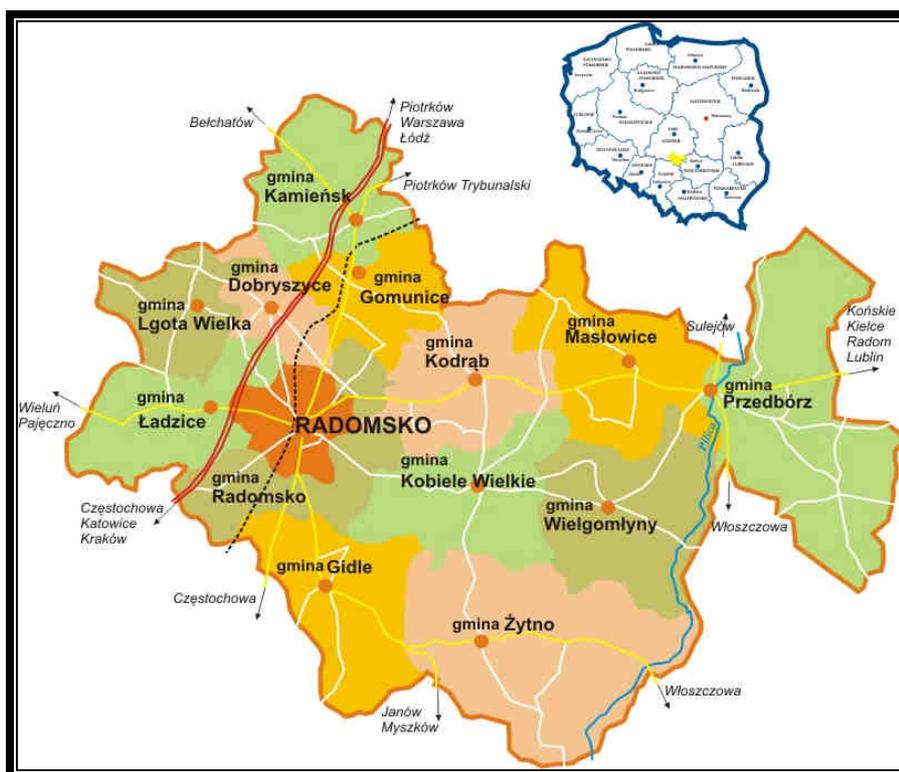 Piotrków
Warszawa
Łódź
Bełchatów
Piotrków Trybunalski
gmina
Kamieńsk
gmina
Dobryszyce
gmina
Gomunice
gmina
Lgota Wielka
gmina
Kodrąb
gmina
Masłowice
Sulejów
Końskie
Kielce
Radom
Lublin
gmina
Przedbórz
Wieluń
Pajęczno
gmina
Ładzice
RADOMSKO
Pilica
gmina
Radomsko
gmina
Kobiele Wielkie
gmina
Wielgomłyny
Włoszczowa
Częstochowa
Katowice
Kraków
gmina Gidle
Częstochowa
gmina Żytno
Włoszczowa
Janów
Myszków